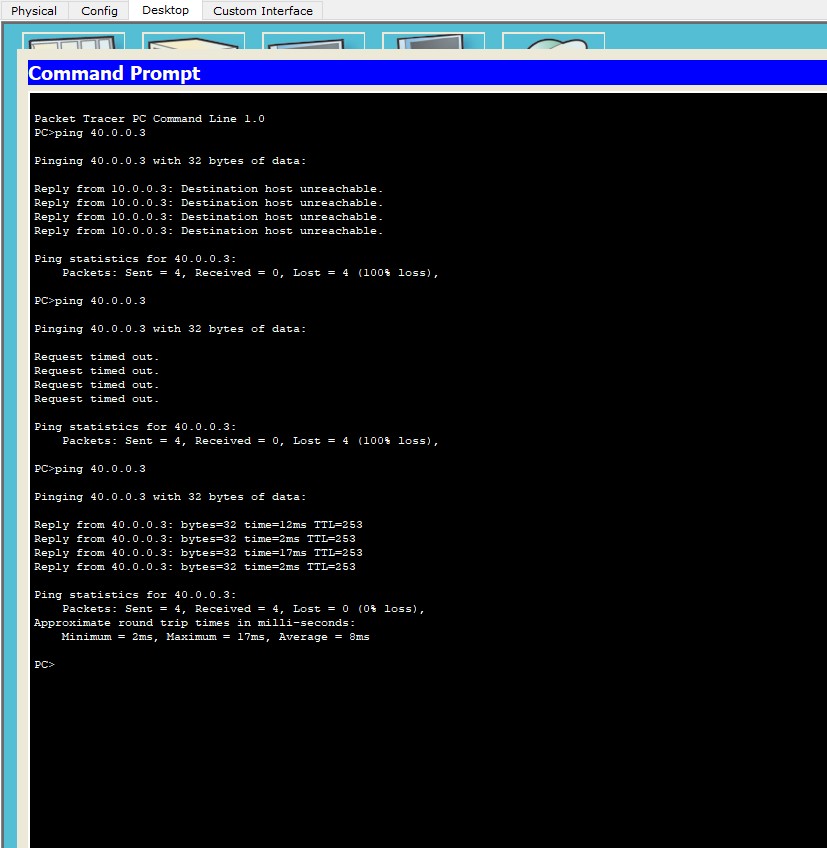 Physical Config Desktop Custom Interface
Command Prompt
Packet Tracer PC Command Line 1.0
PC>ping 40.0.0.3
Pinging 40.0.0.3 with 32 bytes of data:
Reply from 10.0.0.3: Destination host unreachable.
Reply from 10.0.0.3: Destination host unreachable.
Reply from 10.0.0.3: Destination host unreachable.
Reply from 10.0.0.3: Destination host unreachable.
Ping statistics for 40.0.0.3:
    Packets: Sent = 4, Received = 0, Lost = 4 (100% loss),
PC>ping 40.0.0.3
Pinging 40.0.0.3 with 32 bytes of data:
Request timed out.
Request timed out.
Request timed out.
Request timed out.
Ping statistics for 40.0.0.3:
    Packets: Sent = 4, Received = 0, Lost = 4 (100% loss),
PC>ping 40.0.0.3
Pinging 40.0.0.3 with 32 bytes of data:
Reply from 40.0.0.3: bytes=32 time=12ms TTL=253
Reply from 40.0.0.3: bytes=32 time=2ms TTL=253
Reply from 40.0.0.3: bytes=32 time=17ms TTL=253
Reply from 40.0.0.3: bytes=32 time=2ms TTL=253
Ping statistics for 40.0.0.3:
    Packets: Sent = 4, Received = 4, Lost = 0 (0% loss),
Approximate round trip times in milli-seconds:
    Minimum = 2ms, Maximum = 17ms, Average = 8ms
PC>